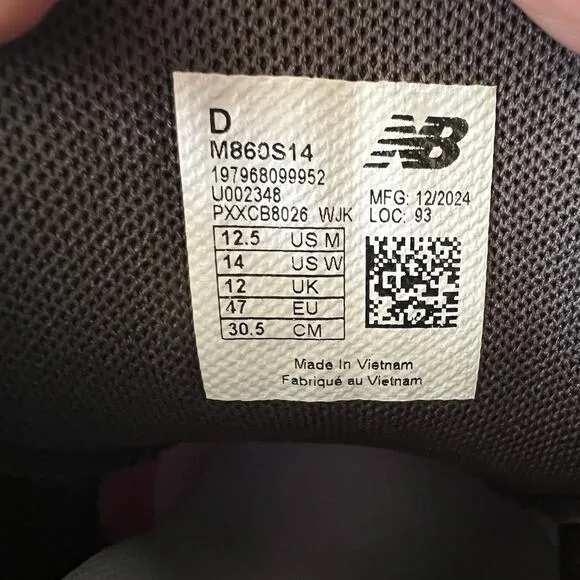 D
M860S14
197968099952
U002348
PXXCB8026 WJK
NB
MFG: 12/2024
LOC: 93
12.5 US M
14 US W
12 UK
47 EU
30.5 CM
Made In Vietnam
Fabriqué au Vietnam